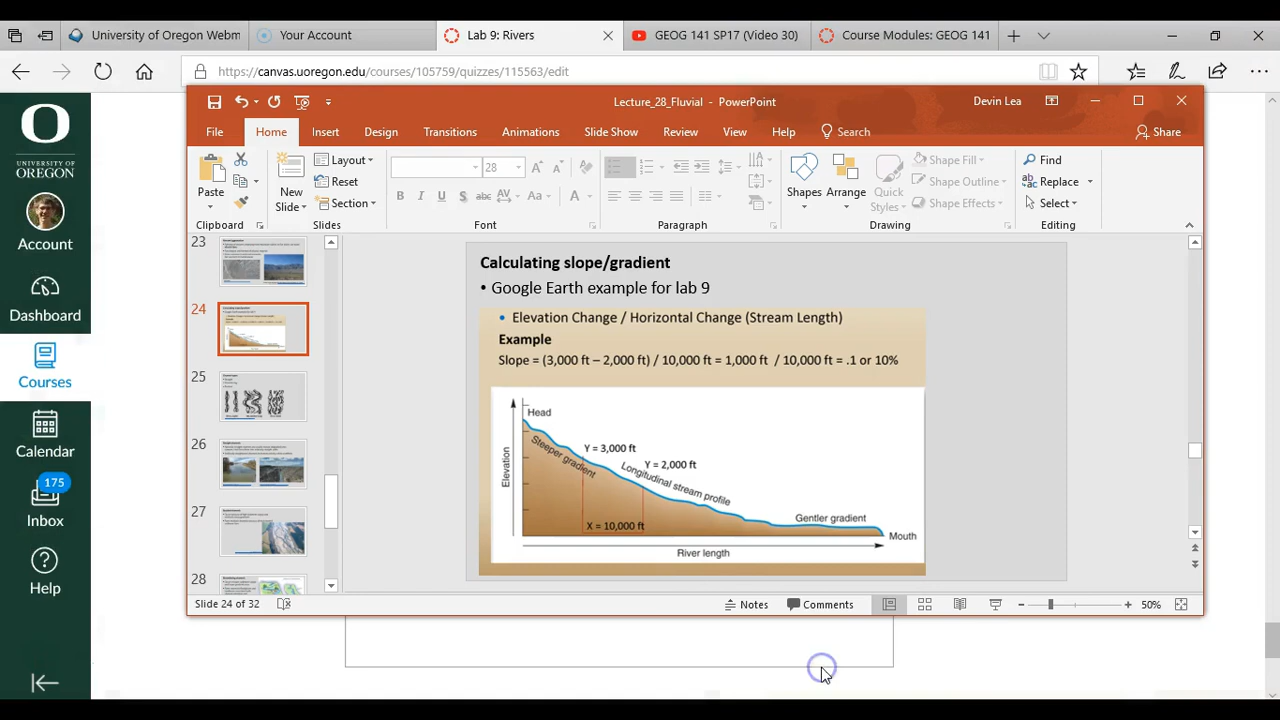 University of Oregon Webm
Your Account
Lab 9: Rivers
GEOG 141 SP17 (Video 30)
Course Modules: GEOG 141
https://canvas.uoregon.edu/courses/105759/quizzes/115563/edit
UNIVERSITY OF
OREGON
Account
Dashboard
Courses
Calendar
175
Inbox
Help
Lecture_28_Fluvial - PowerPoint
Devin Lea
File
Home
Insert
Design
Transitions
Animations
Slide Show
Review
View
Help
Search
Share
Paste
Clipboard
New
Slide
Layout
Reset
Section
Slides
28
B
I
U
S
abc
AV
Aa
A
Font
Paragraph
Shapes
Arrange
Quick
Styles
Shape Fill
Shape Outline
Shape Effects
Drawing
Find
Replace
Select
Editing
23
24
25
26
27
28
Calculating slope/gradient
• Google Earth example for lab 9
• Elevation Change / Horizontal Change (Stream Length)
Example
Slope = (3,000 ft – 2,000 ft) / 10,000 ft = 1,000 ft / 10,000 ft = .1 or 10%
Head
Steeper gradient
Y = 3,000 ft
Y = 2,000 ft
Longitudinal stream profile
Elevation
X = 10,000 ft
Gentler gradient
Mouth
River length
Slide 24 of 32
Notes
Comments
50%